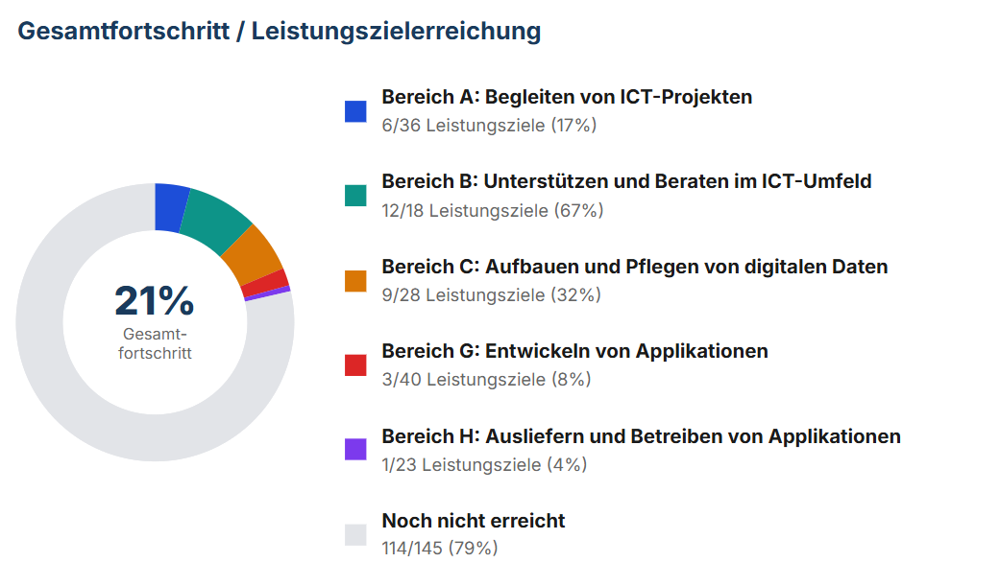 Gesamtfortschritt / Leistungszielerreichung
Bereich A: Begleiten von ICT-Projekten
6/36 Leistungsziele (17%)
Bereich B: Unterstützen und Beraten im ICT-Umfeld
12/18 Leistungsziele (67%)
Bereich C: Aufbauen und Pflegen von digitalen Daten
9/28 Leistungsziele (32%)
Bereich G: Entwickeln von Applikationen
3/40 Leistungsziele (8%)
Bereich H: Ausliefern und Betreiben von Applikationen
1/23 Leistungsziele (4%)
Noch nicht erreicht
114/145 (79%)
21%
Gesamt-
fortschritt